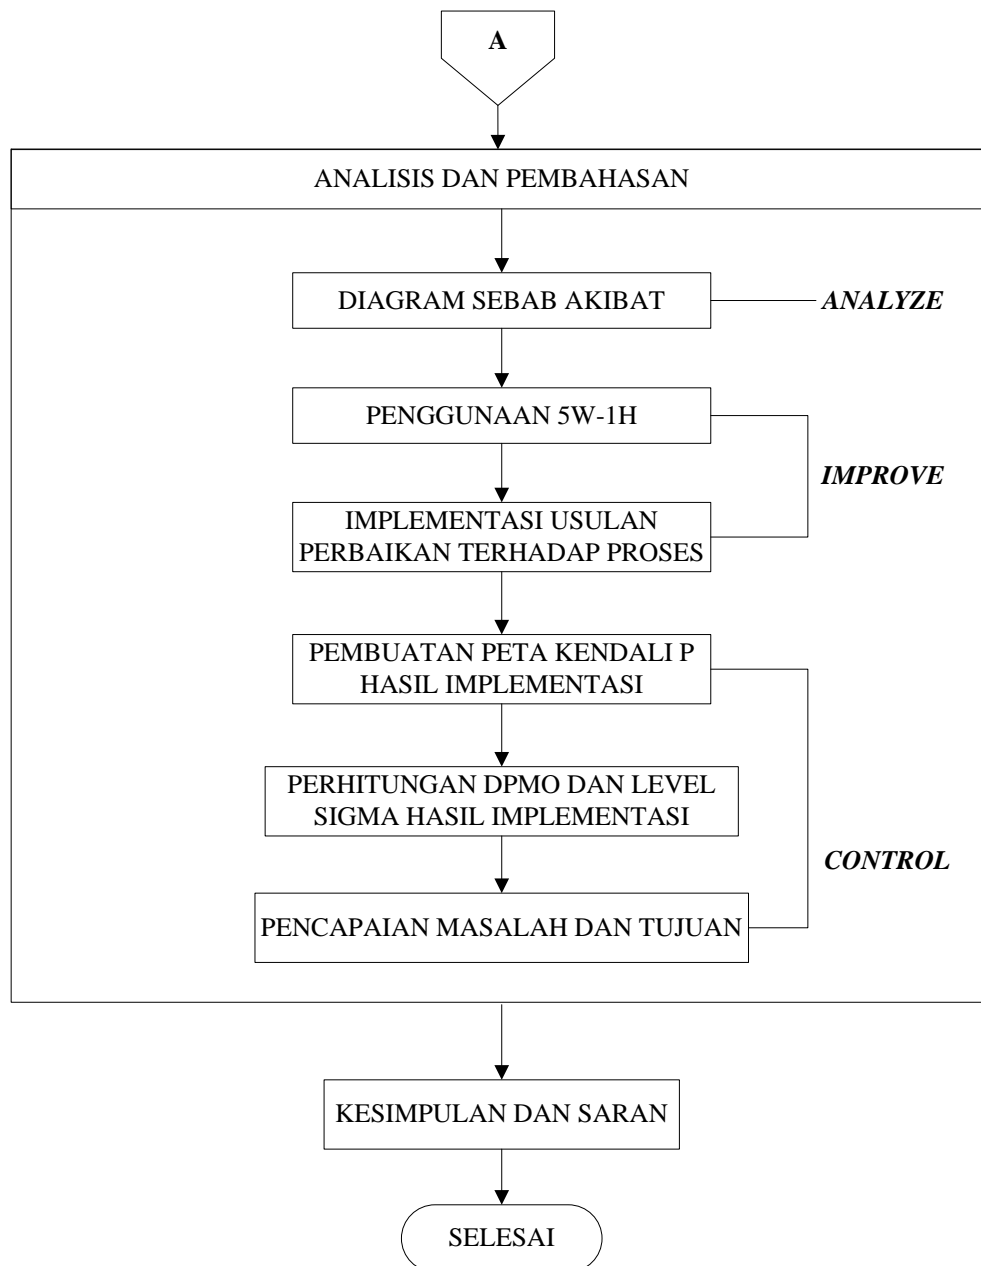 A
ANALISIS DAN PEMBAHASAN
DIAGRAM SEBAB AKIBAT
ANALYZE
PENGGUNAAN 5W-1H
IMPROVE
IMPLEMENTASI USULAN
PERBAIKAN TERHADAP PROSES
PEMBUATAN PETA KENDALI P
HASIL IMPLEMENTASI
PERHITUNGAN DPMO DAN LEVEL
SIGMA HASIL IMPLEMENTASI
CONTROL
PENCAPAIAN MASALAH DAN TUJUAN
KESIMPULAN DAN SARAN
SELESAI